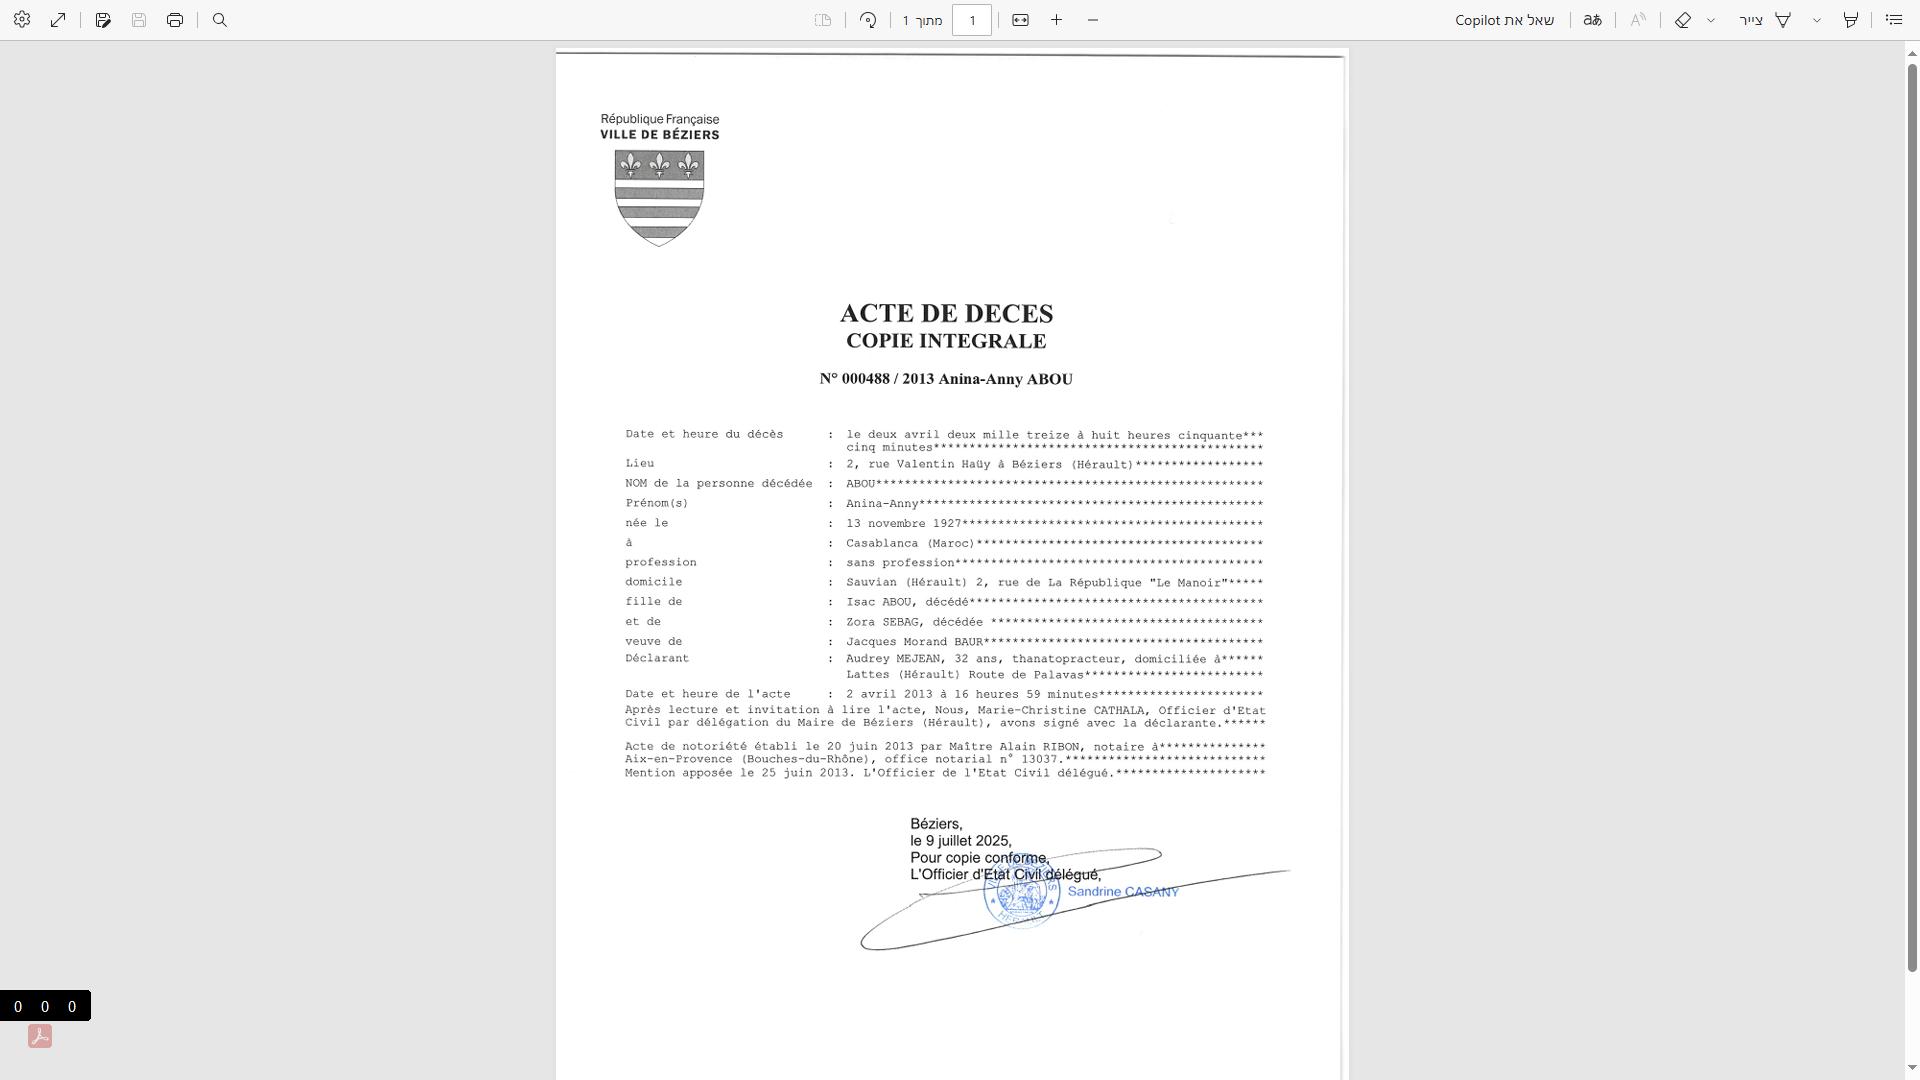 שאל את Copilot
צייר
מתוך 1
1
République Française
VILLE DE BÉZIERS
ACTE DE DECES
COPIE INTEGRALE
N° 000488 / 2013 Anina-Anny ABOU
Date et heure du décès : le deux avril deux mille treize à huit heures cinquante***
cinq minutes**********************************************
Lieu : 2, rue Valentin Haüy à Béziers (Hérault)******************
NOM de la personne décédée : ABOU******************************************************
Prénom(s) : Anina-Anny************************************************
née le : 13 novembre 1927******************************************
à : Casablanca (Maroc)****************************************
profession : sans profession*******************************************
domicile : Sauvian (Hérault) 2, rue de La République "Le Manoir"*****
fille de : Isac ABOU, décédé*****************************************
et de : Zora SEBAG, décédée **************************************
veuve de : Jacques Morand BAUR***************************************
Déclarant : Audrey MEJEAN, 32 ans, thanatopracteur, domiciliée à******
Lattes (Hérault) Route de Palavas*************************
Date et heure de l'acte : 2 avril 2013 à 16 heures 59 minutes***********************
Après lecture et invitation à lire l'acte, Nous, Marie-Christine CATHALA, Officier d'Etat
Civil par délégation du Maire de Béziers (Hérault), avons signé avec la déclarante.******
Acte de notoriété établi le 20 juin 2013 par Maître Alain RIBON, notaire à***************
Aix-en-Provence (Bouches-du-Rhône), office notarial n° 13037.****************************
Mention apposée le 25 juin 2013. L'Officier de l'Etat Civil délégué.*********************
Béziers,
le 9 juillet 2025,
Pour copie conforme,
L'Officier d'Etat Civil délégué,
Sandrine CASANY
0 0 0